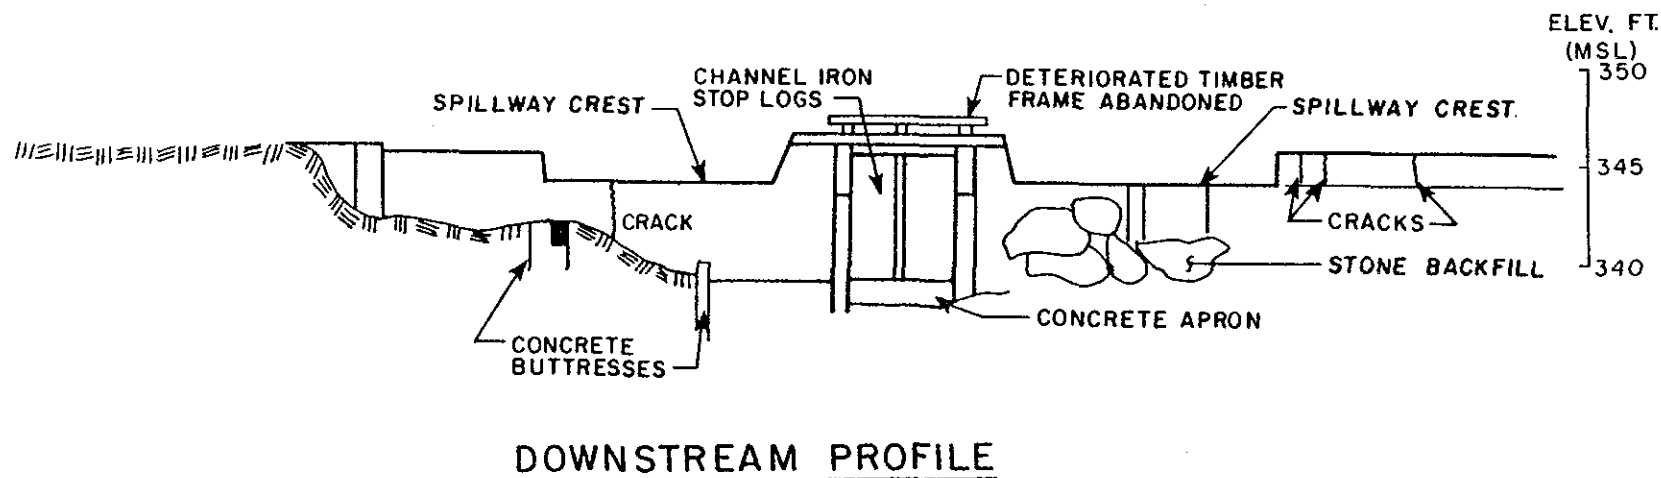 ELEV. FT.
(MSL)
350
CHANNEL IRON
STOP LOGS
DETERIORATED TIMBER
FRAME ABANDONED
SPILLWAY CREST
SPILLWAY CREST.
345
CRACK
CRACKS
STONE BACKFILL
340
CONCRETE APRON
CONCRETE
BUTTRESSES
DOWNSTREAM PROFILE